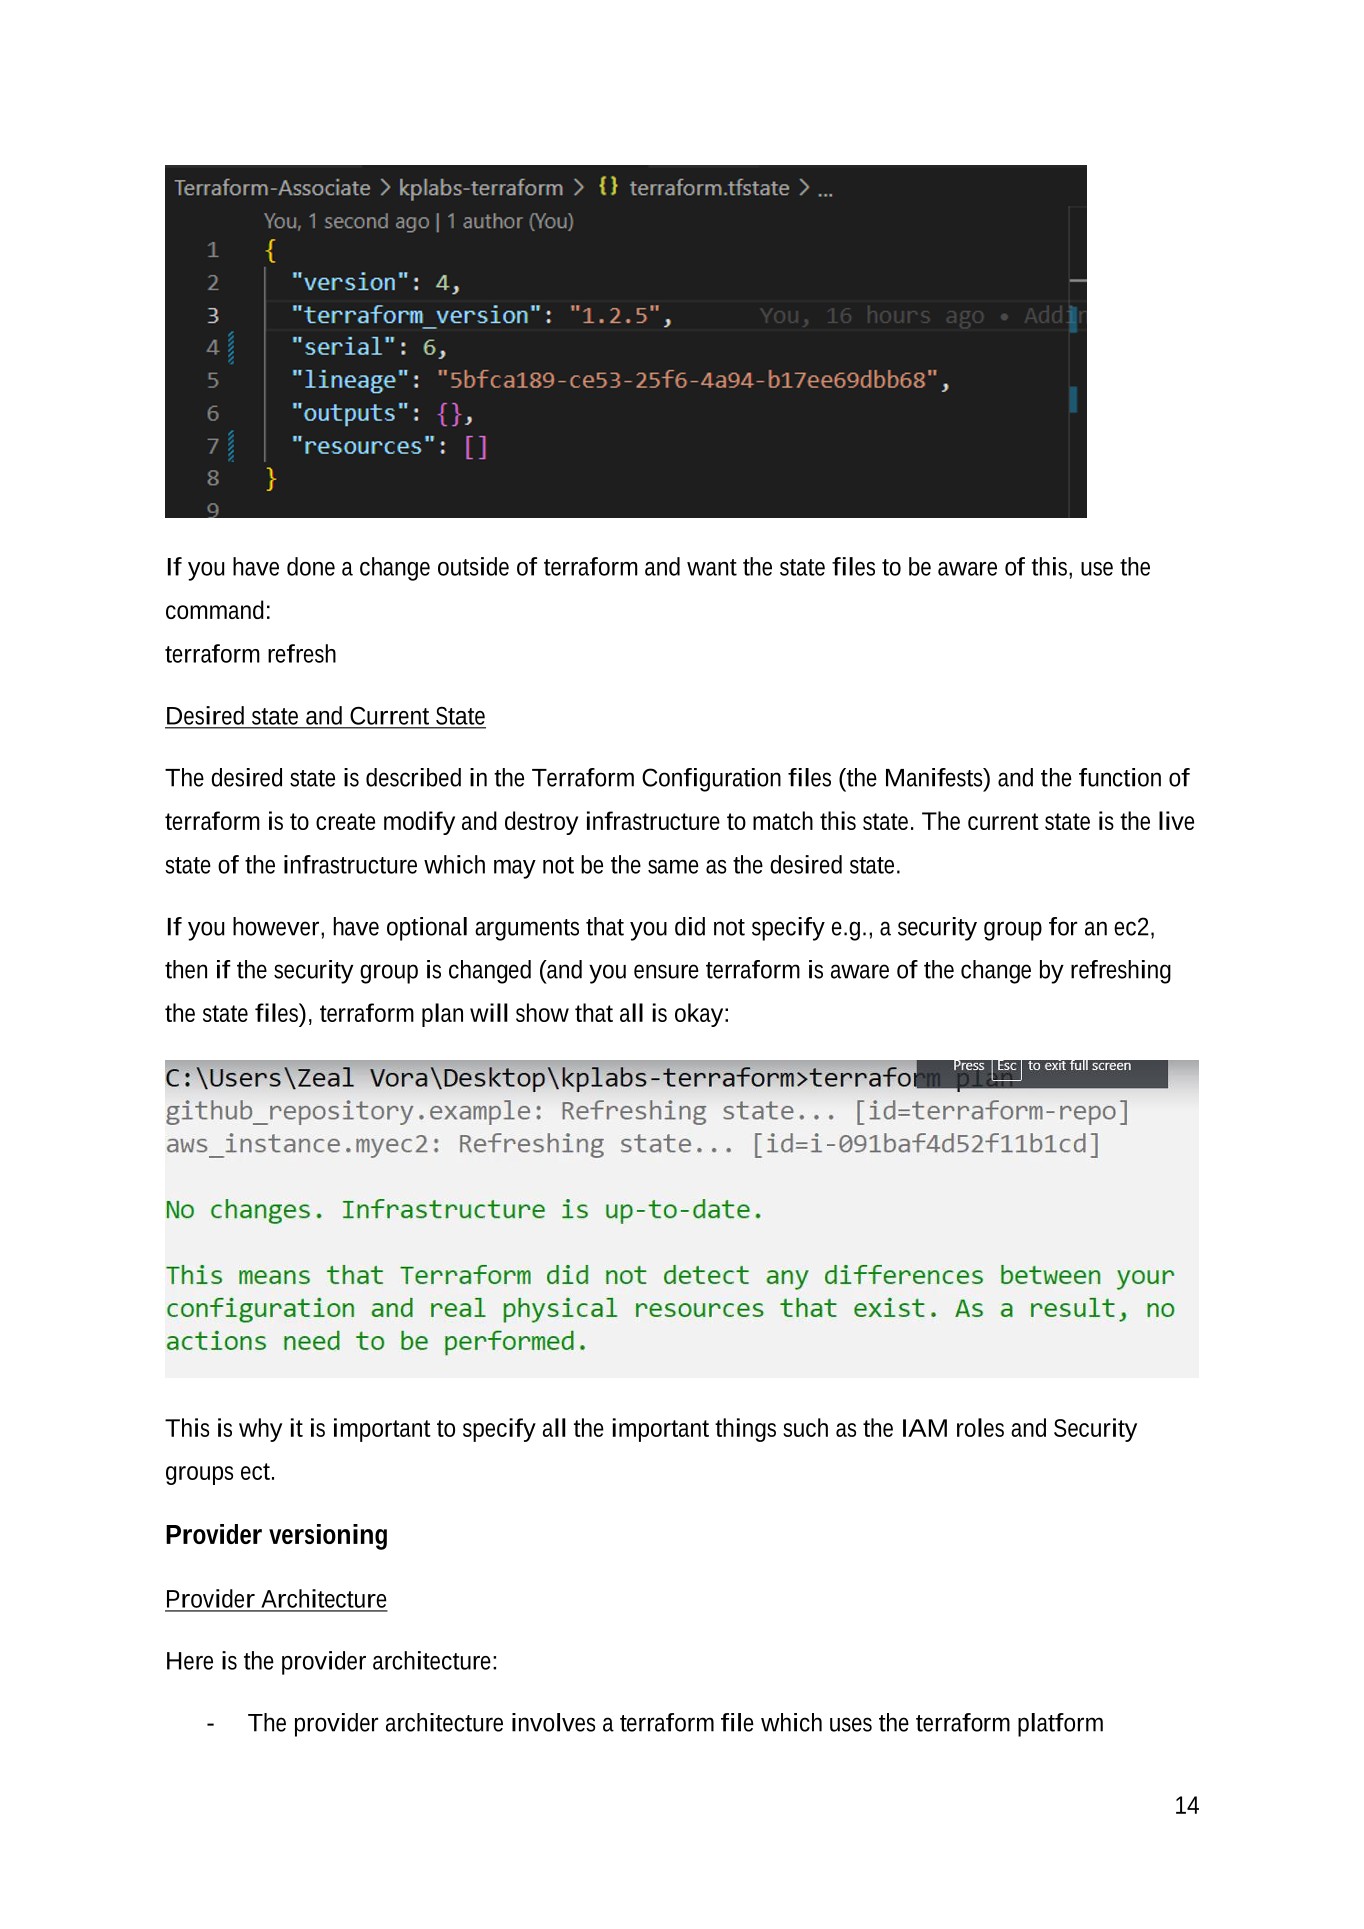 Terraform-Associate > kplabs-terraform > {} terraform.tfstate > ...
You, 1 second ago | 1 author (You)
1 {
2 "version": 4,
3 "terraform_version": "1.2.5", You, 16 hours ago • Addin
4 "serial": 6,
5 "lineage": "5bfca189-ce53-25f6-4a94-b17ee69dbb68",
6 "outputs": {},
7 "resources": []
8 }
9
If you have done a change outside of terraform and want the state files to be aware of this, use the
command:
terraform refresh
Desired state and Current State
The desired state is described in the Terraform Configuration files (the Manifests) and the function of
terraform is to create modify and destroy infrastructure to match this state. The current state is the live
state of the infrastructure which may not be the same as the desired state.
If you however, have optional arguments that you did not specify e.g., a security group for an ec2,
then if the security group is changed (and you ensure terraform is aware of the change by refreshing
the state files), terraform plan will show that all is okay:
Press Esc to exit full screen
C:\Users\Zeal Vora\Desktop\kplabs-terraform>terraform plan
github_repository.example: Refreshing state... [id=terraform-repo]
aws_instance.myec2: Refreshing state... [id=i-091baf4d52f11b1cd]
No changes. Infrastructure is up-to-date.
This means that Terraform did not detect any differences between your
configuration and real physical resources that exist. As a result, no
actions need to be performed.
This is why it is important to specify all the important things such as the IAM roles and Security
groups ect.
Provider versioning
Provider Architecture
Here is the provider architecture:
- The provider architecture involves a terraform file which uses the terraform platform
14